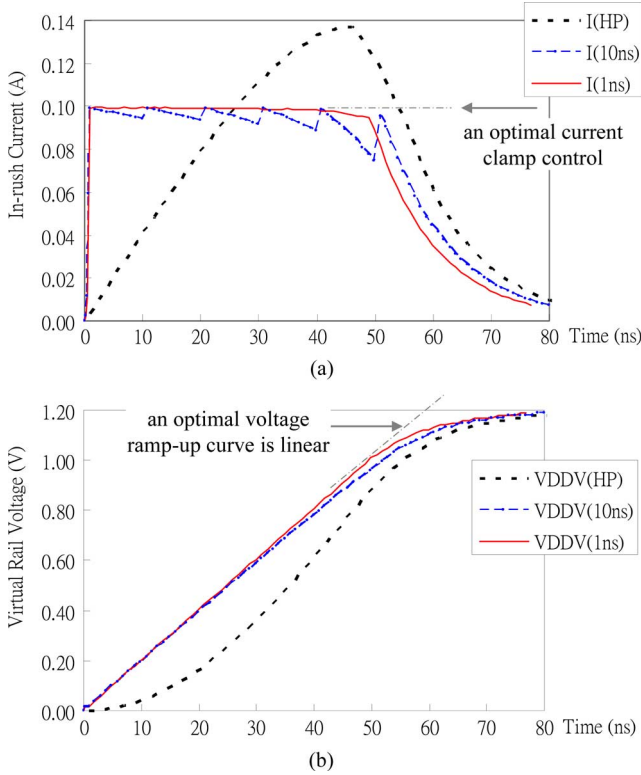 In-rush Current (A)
0.14
0.12
0.10
0.08
0.06
0.04
0.02
0.00
0 10 20 30 40 50 60 70 80
Time (ns)
I(HP)
I(10ns)
I(1ns)
an optimal current
clamp control
(a)
Virtual Rail Voltage (V)
1.20
1.00
0.80
0.60
0.40
0.20
0.00
0 10 20 30 40 50 60 70 80
Time (ns)
an optimal voltage
ramp-up curve is linear
VDDV(HP)
VDDV(10ns)
VDDV(1ns)
(b)